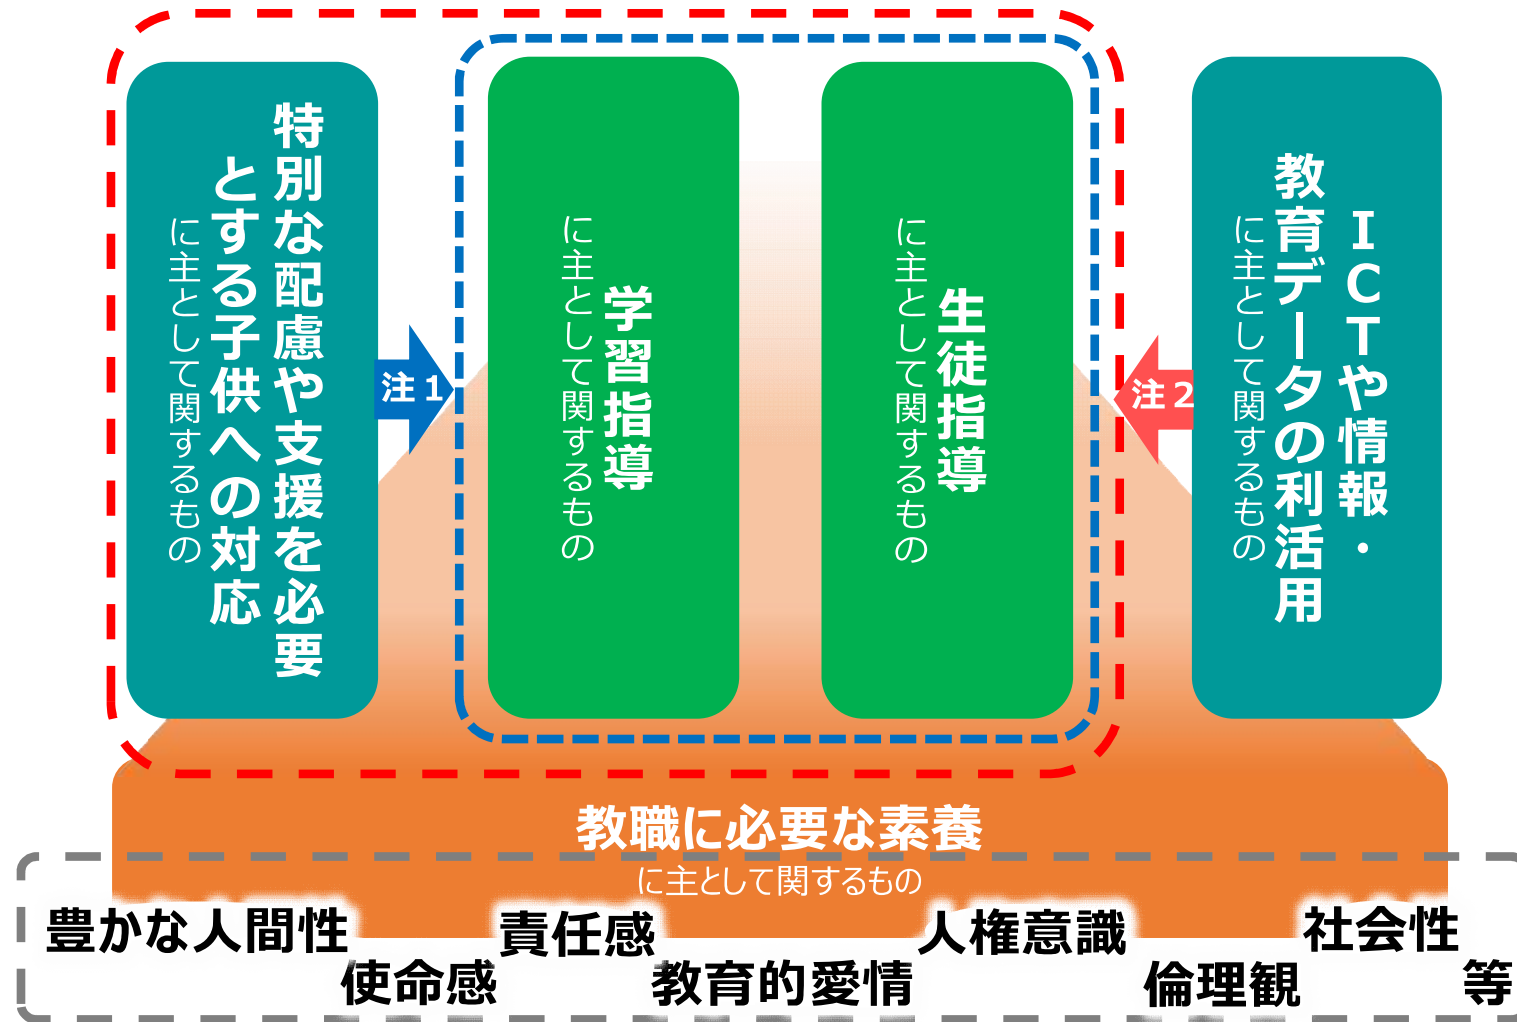 特別な配慮や支援を必要
とする子供への対応
に主として関するもの
注１
学習指導
に主として関するもの
生徒指導
に主として関するもの
注２
ＩＣＴや情報・
教育データの利活用
に主として関するもの
教職に必要な素養
に主として関するもの
豊かな人間性
使命感
責任感
教育的愛情
人権意識
倫理観
社会性
等